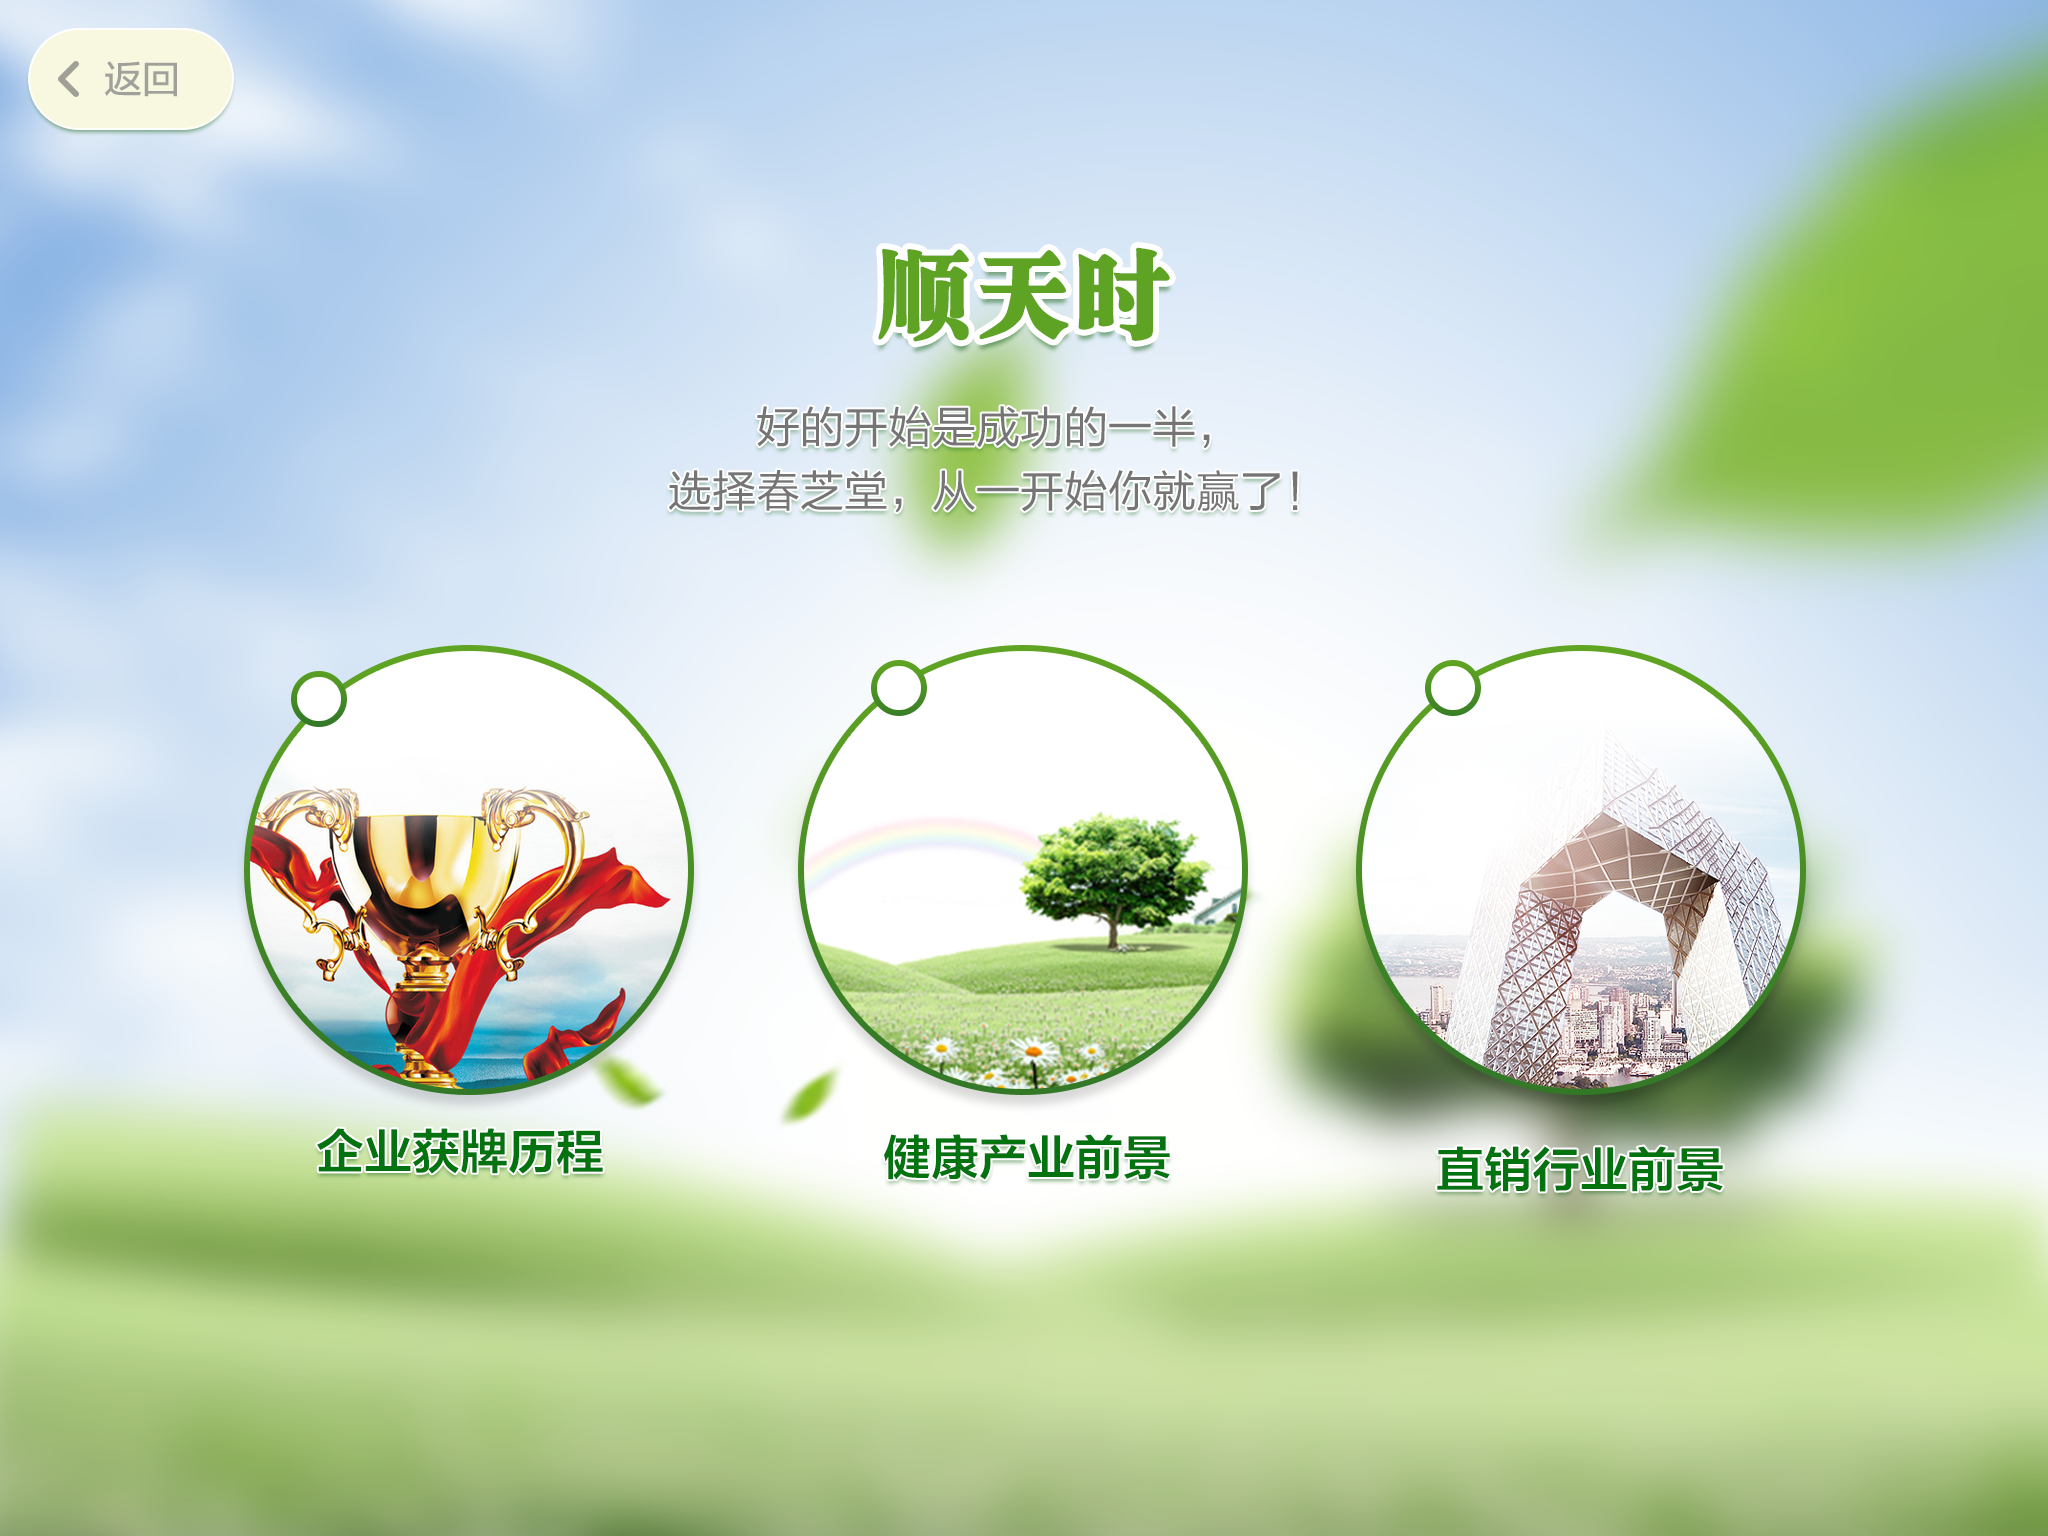 返回
顺天时
好的开始是成功的一半，
选择春芝堂，从一开始你就赢了！
企业获牌历程
健康产业前景
直销行业前景